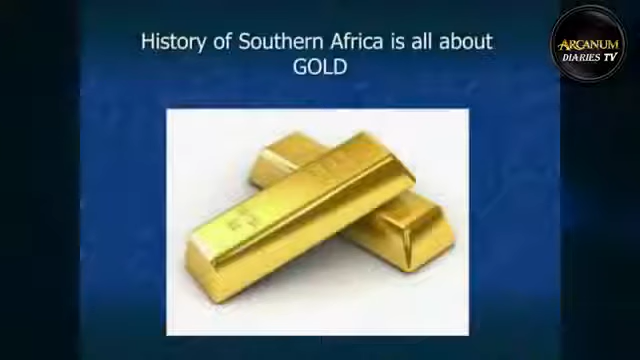 History of Southern Africa is all about
GOLD
ARCANUM
DIARIES TV